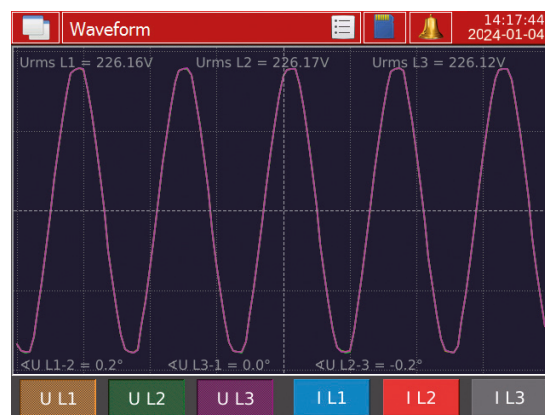 Waveform
14:17:44
2024-01-04
Urms L1 = 226.16V Urms L2 = 226.17V Urms L3 = 226.12V
∢U L1-2 = 0.2° ∢U L3-1 = 0.0° ∢U L2-3 = -0.2°
U L1 U L2 U L3 I L1 I L2 I L3